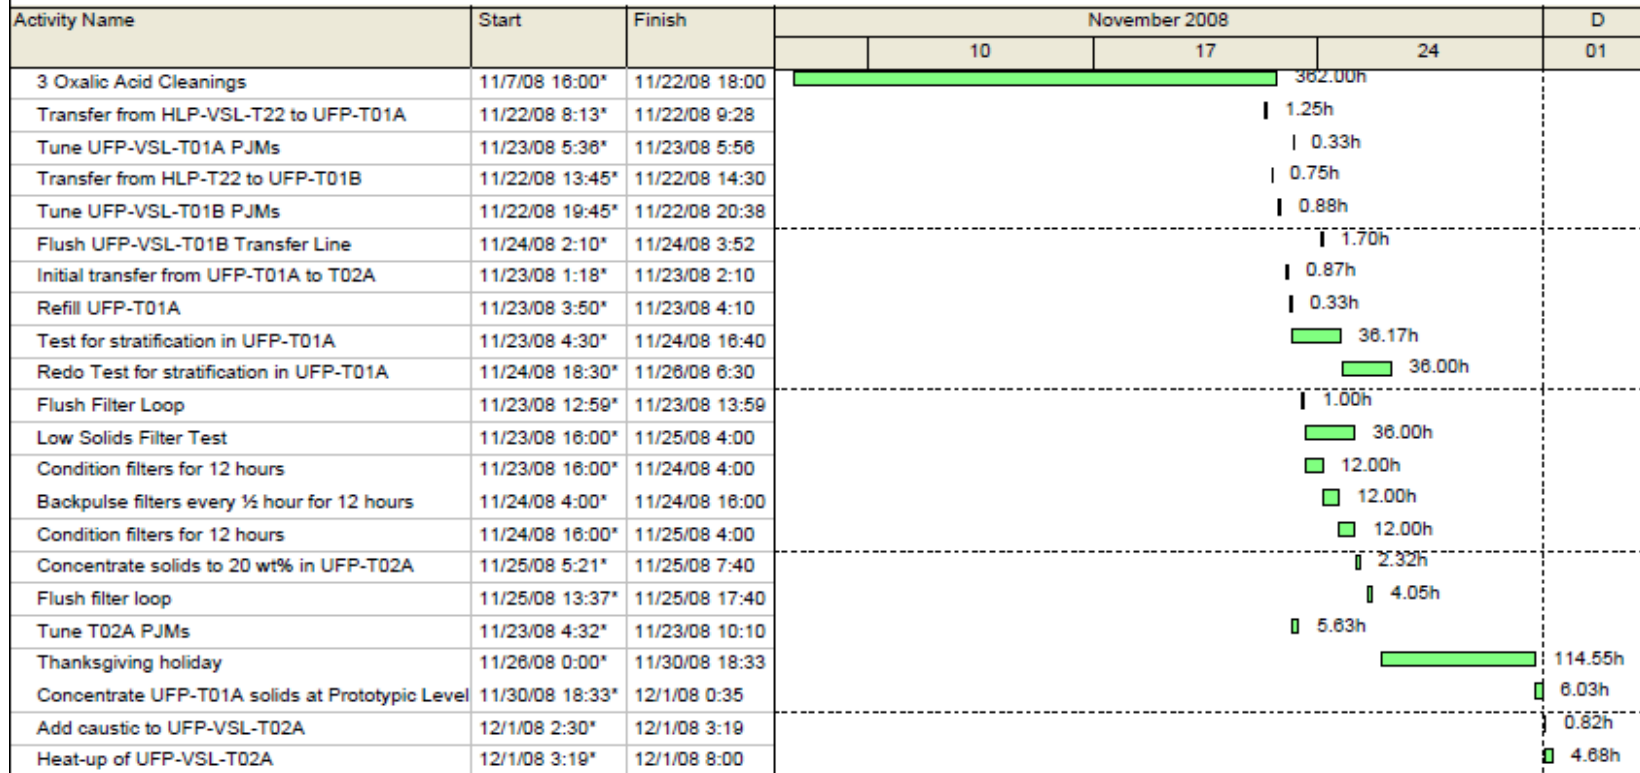 Activity Name Start Finish November 2008 D
10 17 24 01
3 Oxalic Acid Cleanings 11/7/08 16:00* 11/22/08 18:00 362.00h
Transfer from HLP-VSL-T22 to UFP-T01A 11/22/08 8:13* 11/22/08 9:28 1.25h
Tune UFP-VSL-T01A PJMs 11/23/08 5:36* 11/23/08 5:56 0.33h
Transfer from HLP-T22 to UFP-T01B 11/22/08 13:45* 11/22/08 14:30 0.75h
Tune UFP-VSL-T01B PJMs 11/22/08 19:45* 11/22/08 20:38 0.88h
Flush UFP-VSL-T01B Transfer Line 11/24/08 2:10* 11/24/08 3:52 1.70h
Initial transfer from UFP-T01A to T02A 11/23/08 1:18* 11/23/08 2:10 0.87h
Refill UFP-T01A 11/23/08 3:50* 11/23/08 4:10 0.33h
Test for stratification in UFP-T01A 11/23/08 4:30* 11/24/08 16:40 36.17h
Redo Test for stratification in UFP-T01A 11/24/08 18:30* 11/26/08 6:30 36.00h
Flush Filter Loop 11/23/08 12:59* 11/23/08 13:59 1.00h
Low Solids Filter Test 11/23/08 16:00* 11/25/08 4:00 36.00h
Condition filters for 12 hours 11/23/08 16:00* 11/24/08 4:00 12.00h
Backpulse filters every ½ hour for 12 hours 11/24/08 4:00* 11/24/08 16:00 12.00h
Condition filters for 12 hours 11/24/08 16:00* 11/25/08 4:00 12.00h
Concentrate solids to 20 wt% in UFP-T02A 11/25/08 5:21* 11/25/08 7:40 2.32h
Flush filter loop 11/25/08 13:37* 11/25/08 17:40 4.05h
Tune T02A PJMs 11/23/08 4:32* 11/23/08 10:10 5.63h
Thanksgiving holiday 11/26/08 0:00* 11/30/08 18:33 114.55h
Concentrate UFP-T01A solids at Prototypic Level 11/30/08 18:33* 12/1/08 0:35 6.03h
Add caustic to UFP-VSL-T02A 12/1/08 2:30* 12/1/08 3:19 0.82h
Heat-up of UFP-VSL-T02A 12/1/08 3:19* 12/1/08 8:00 4.68h